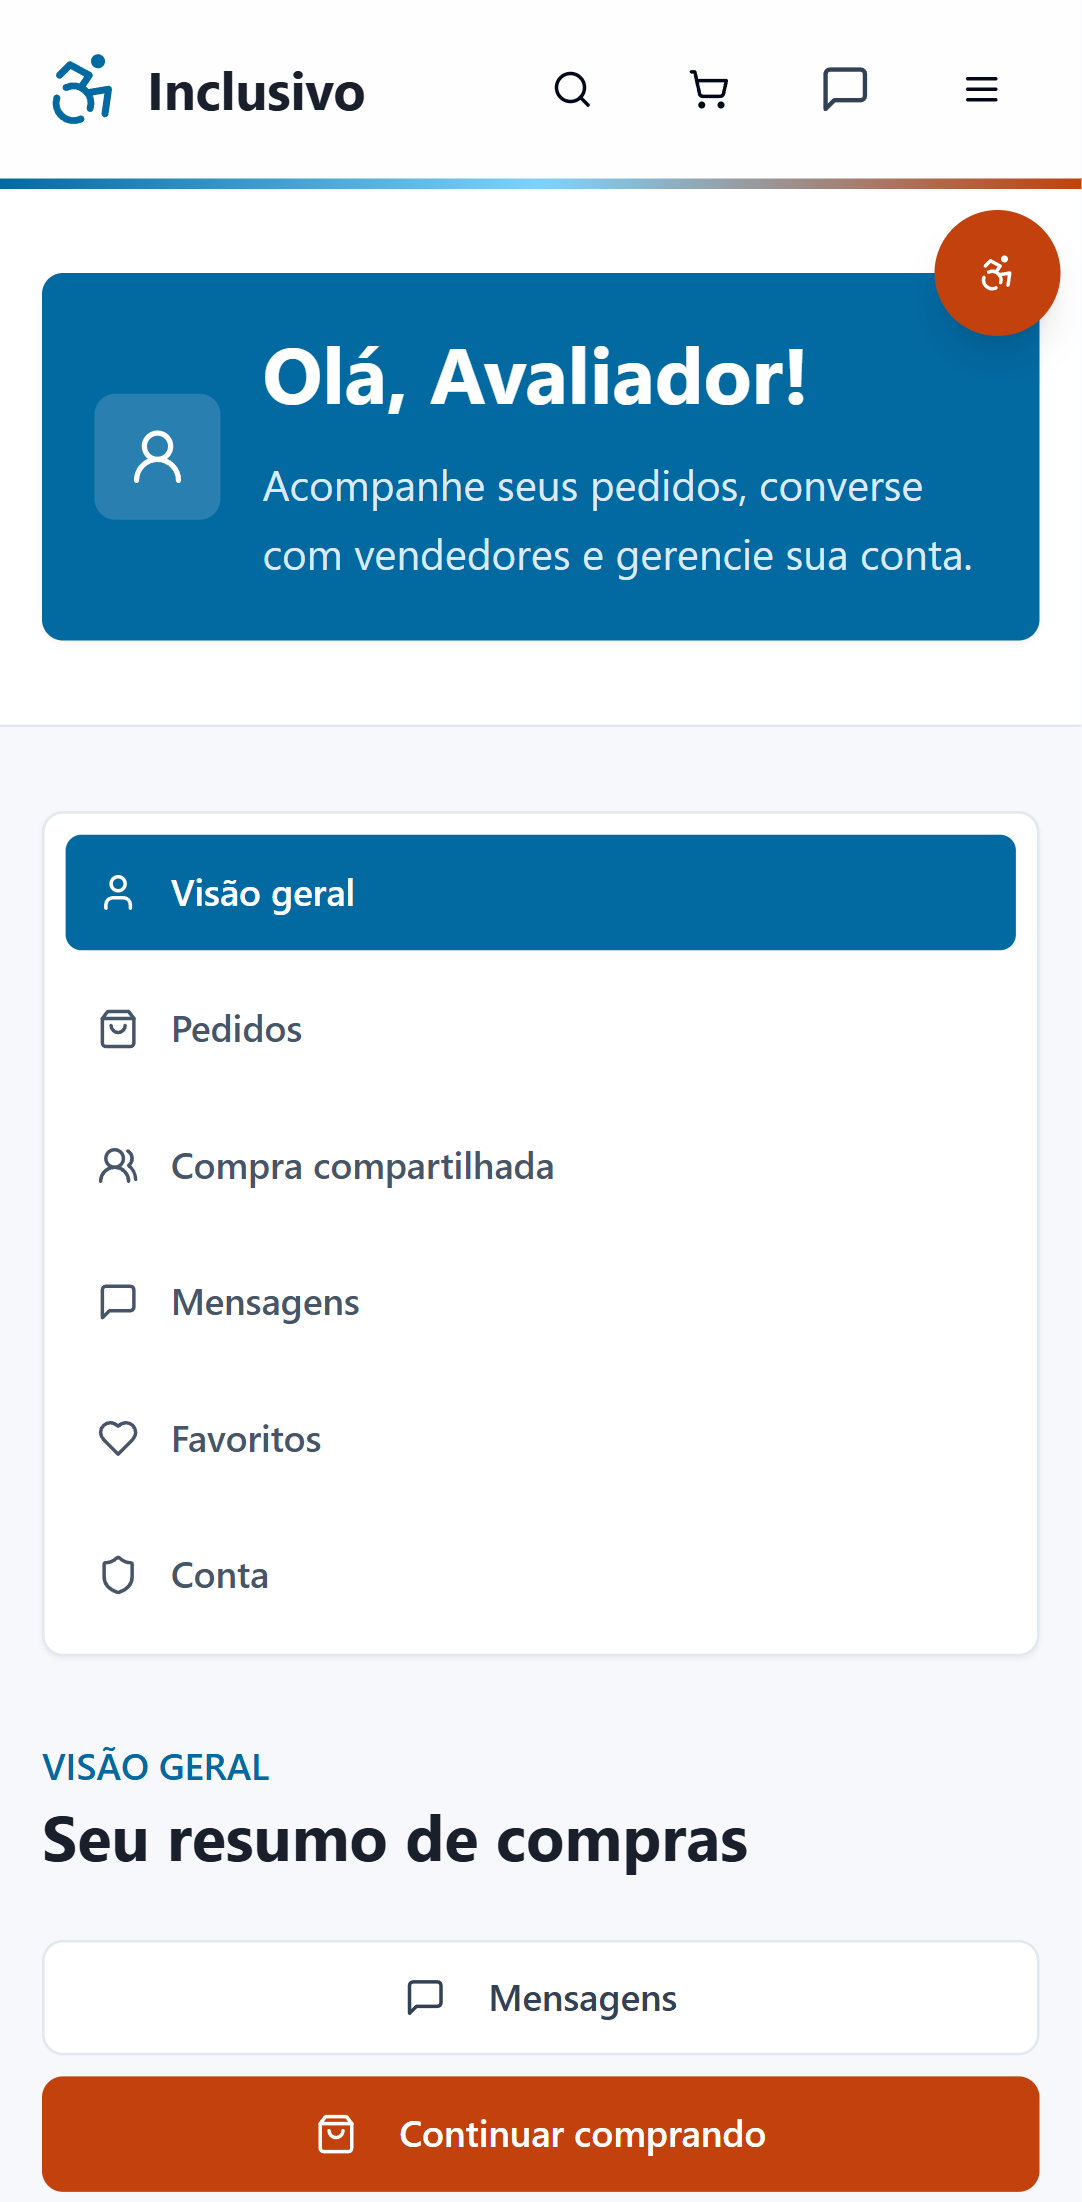 Inclusivo
Olá, Avaliador!
Acompanhe seus pedidos, converse
com vendedores e gerencie sua conta.
Visão geral
Pedidos
Compra compartilhada
Mensagens
Favoritos
Conta
VISÃO GERAL
Seu resumo de compras
Mensagens
Continuar comprando